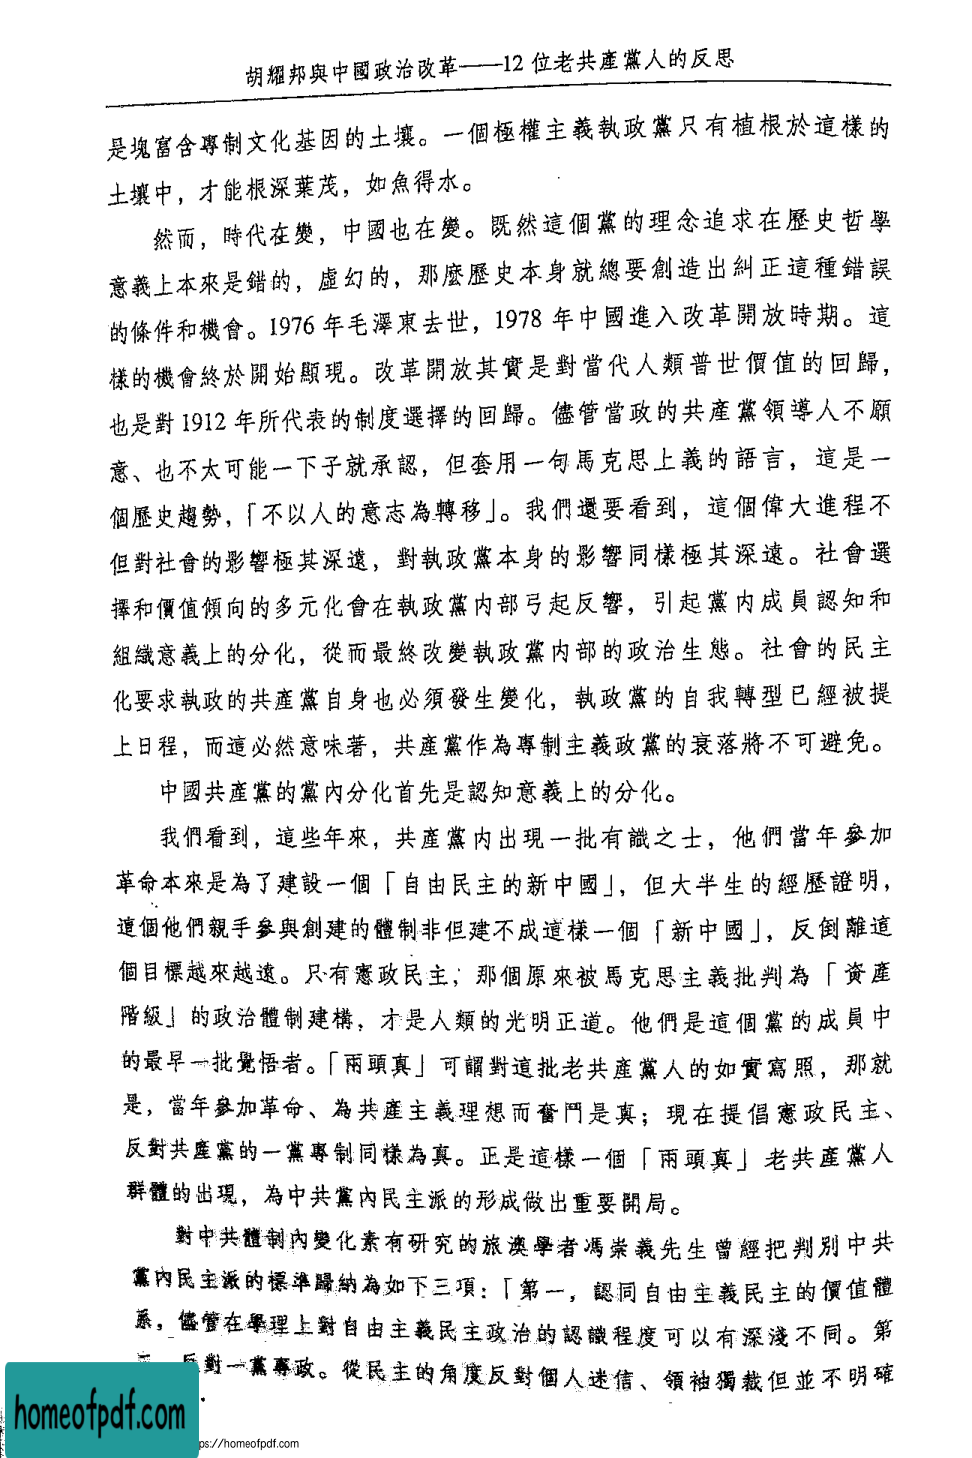 胡耀邦與中國政治改革——12位老共產黨人的反思
是塊富含專制文化基因的土壤。一個極權主義執政黨只有植根於這樣的
土壤中，才能根深葉茂，如魚得水。
然而，時代在變，中國也在變。既然這個黨的理念追求在歷史哲學
意義上本來是錯的，虛幻的，那麼歷史本身就總要創造出糾正這種錯誤
的條件和機會。1976年毛澤東去世，1978年中國進入改革開放時期。這
樣的機會終於開始顯現。改革開放其實是對當代人類普世價值的回歸，
也是對1912年所代表的制度選擇的回歸。儘管當政的共產黨領導人不願
意、也不太可能一下子就承認，但套用一句馬克思主義的語言，這是一
個歷史趨勢，「不以人的意志為轉移」。我們還要看到，這個偉大進程不
但對社會的影響極其深遠，對執政黨本身的影響同樣極其深遠。社會選
擇和價值傾向的多元化會在執政黨內部引起反響，引起黨內成員認知和
組織意義上的分化，從而最終改變執政黨內部的政治生態。社會的民主
化要求執政的共產黨自身也必須發生變化，執政黨的自我轉型已經被提
上日程，而這必然意味著，共產黨作為專制主義政黨的衰落將不可避免。
中國共產黨的黨內分化首先是認知意義上的分化。
我們看到，這些年來，共產黨內出現一批有識之士，他們當年參加
革命本來是為了建設一個「自由民主的新中國」，但大半生的經歷證明，
這個他們親手參與創建的體制非但建不成這樣一個「新中國」，反倒離這
個目標越來越遠。只有憲政民主，那個原來被馬克思主義批判為「資產
階級」的政治體制建構，才是人類的光明正道。他們是這個黨的成員中
的最早一批覺悟者。「兩頭真」可謂對這批老共產黨人的如實寫照，那就
是，當年參加革命、為共產主義理想而奮鬥是真；現在提倡憲政民主、
反對共產黨的一黨專制同樣為真。正是這樣一個「兩頭真」老共產黨人
群體的出現，為中共黨內民主派的形成做出重要開局。
對中共體制內變化素有研究的旅澳學者馮崇義先生曾經把判別中共
黨內民主派的標準歸納為如下三項：「第一，認同自由主義民主的價值體
系，儘管在學理上對自由主義民主政治的認識程度可以有深淺不同。第
二，反對一黨專政。從民主的角度反對個人迷信、領袖獨裁但並不明確
homeofpdf.com
ps://homeofpdf.com